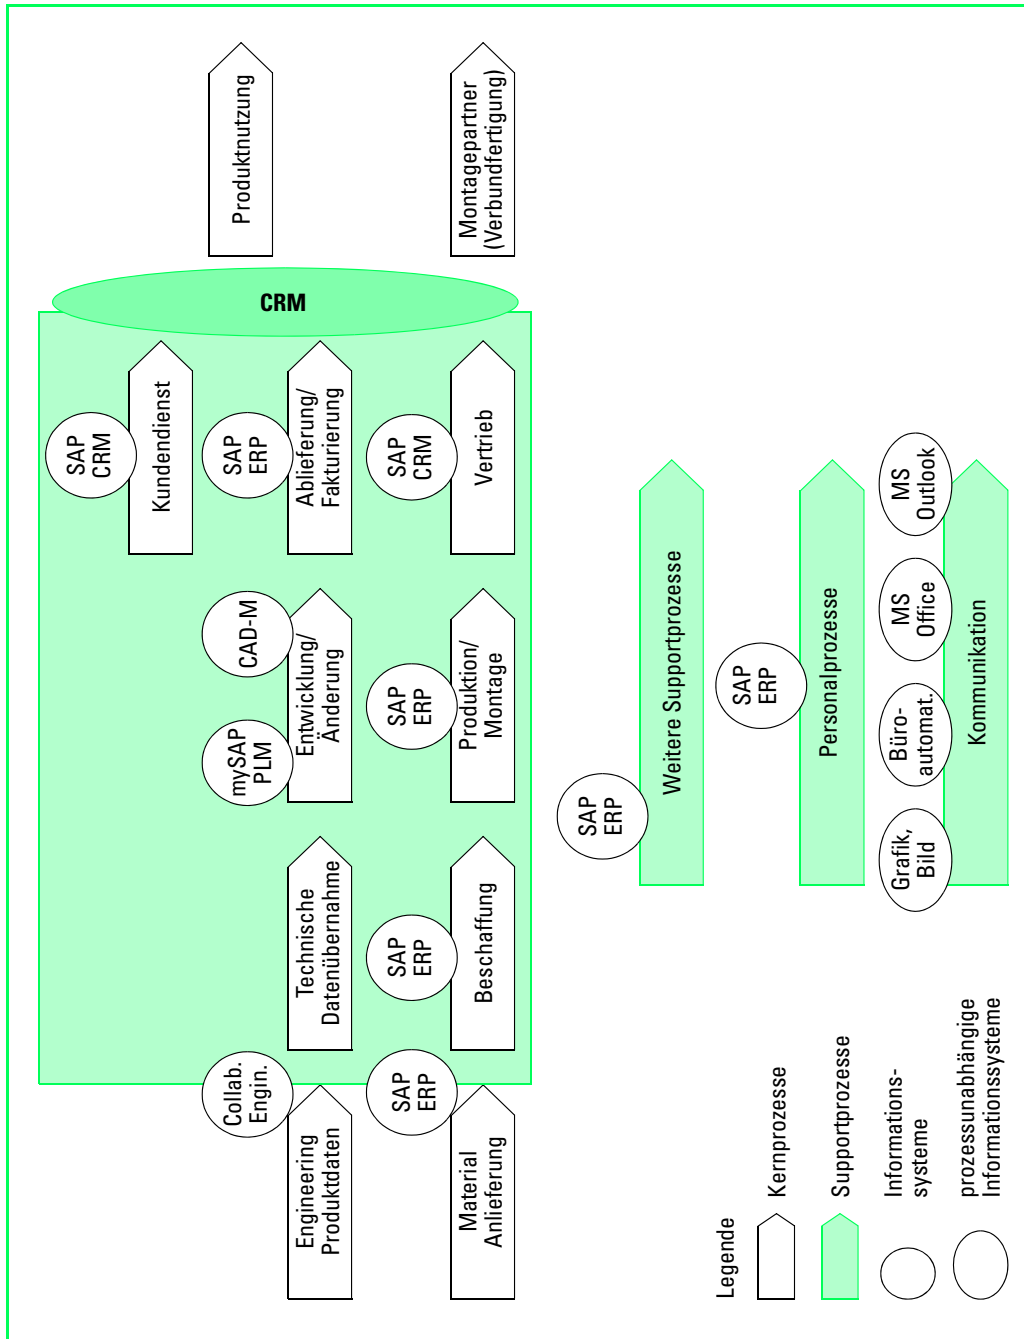 SAP
CRM
Kundendienst
Produktnutzung
Collab.
Engin.
mySAP
PLM
CAD-M
SAP
ERP
CRM
Engineering
Produktdaten
Technische
Datenübernahme
Entwicklung/
Änderung
Ablieferung/
Fakturierung
SAP
ERP
SAP
ERP
SAP
ERP
SAP
CRM
Material
Anlieferung
Beschaffung
Produktion/
Montage
Vertrieb
Montagepartner
(Verbundfertigung)
SAP
ERP
Weitere Supportprozesse
SAP
ERP
Personalprozesse
Grafik,
Bild
Büro-
automat.
MS
Office
MS
Outlook
Kommunikation
Legende
Kernprozesse
Supportprozesse
Informations-
systeme
prozessunabhängige
Informationssysteme